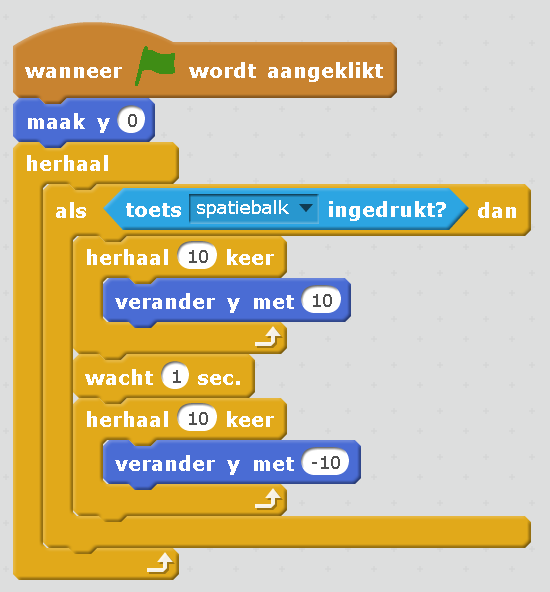 wanneer wordt aangeklikt
maak y 0
herhaal
als toets spatiebalk ingedrukt? dan
herhaal 10 keer
verander y met 10
wacht 1 sec.
herhaal 10 keer
verander y met -10